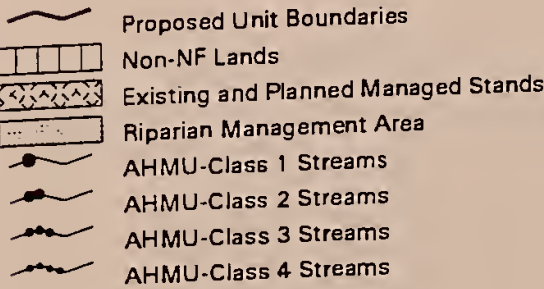 Proposed Unit Boundaries
Non-NF Lands
Existing and Planned Managed Stands
Riparian Management Area
AHMU-Class 1 Streams
AHMU-Class 2 Streams
AHMU-Class 3 Streams
AHMU-Class 4 Streams